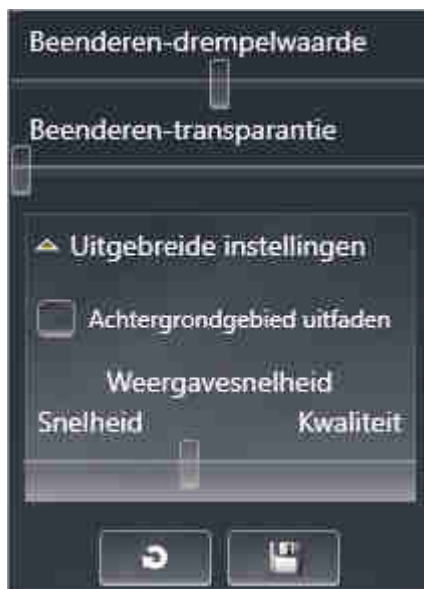 Beenderen-drempelwaarde
Beenderen-transparantie
Uitgebreide instellingen
Achtergrondgebied uitfaden
Weergavesnelheid
Snelheid Kwaliteit